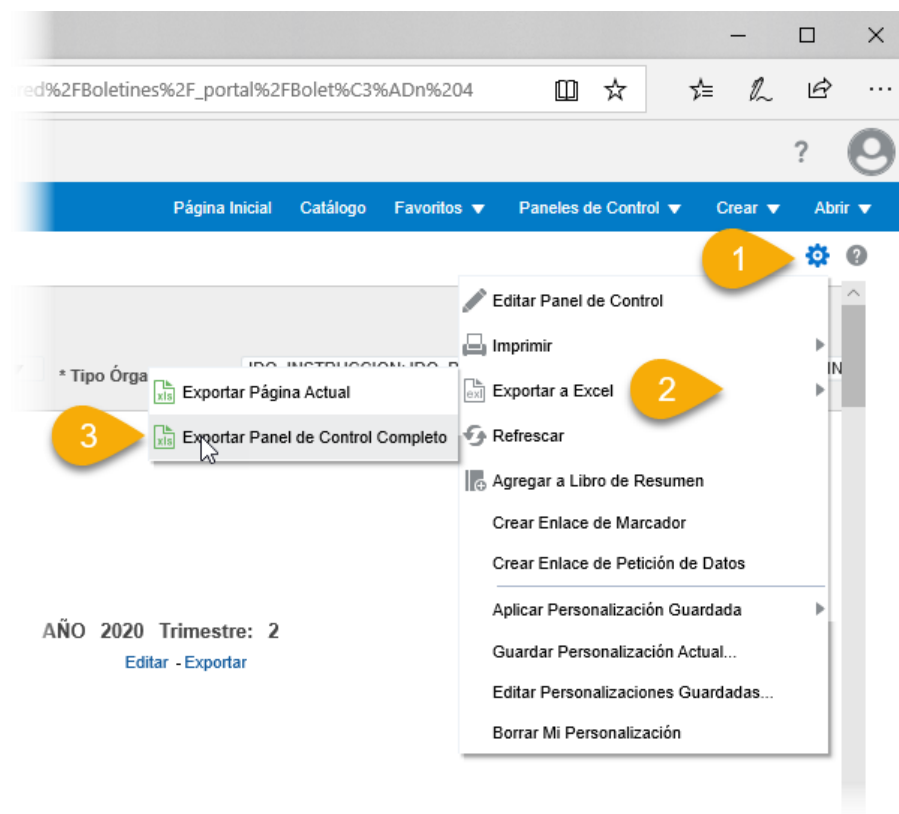 red%2FBoletines%2F_portal%2FBolet%C3%ADn%204
?
Página Inicial Catálogo Favoritos Paneles de Control Crear Abrir
1
?
Editar Panel de Control
Imprimir
* Tipo Órga
Exportar a Excel
2
Exportar Página Actual
3
Exportar Panel de Control Completo
Refrescar
Agregar a Libro de Resumen
Crear Enlace de Marcador
Crear Enlace de Petición de Datos
Aplicar Personalización Guardada
AÑO 2020 Trimestre: 2
Editar - Exportar
Guardar Personalización Actual...
Editar Personalizaciones Guardadas...
Borrar Mi Personalización